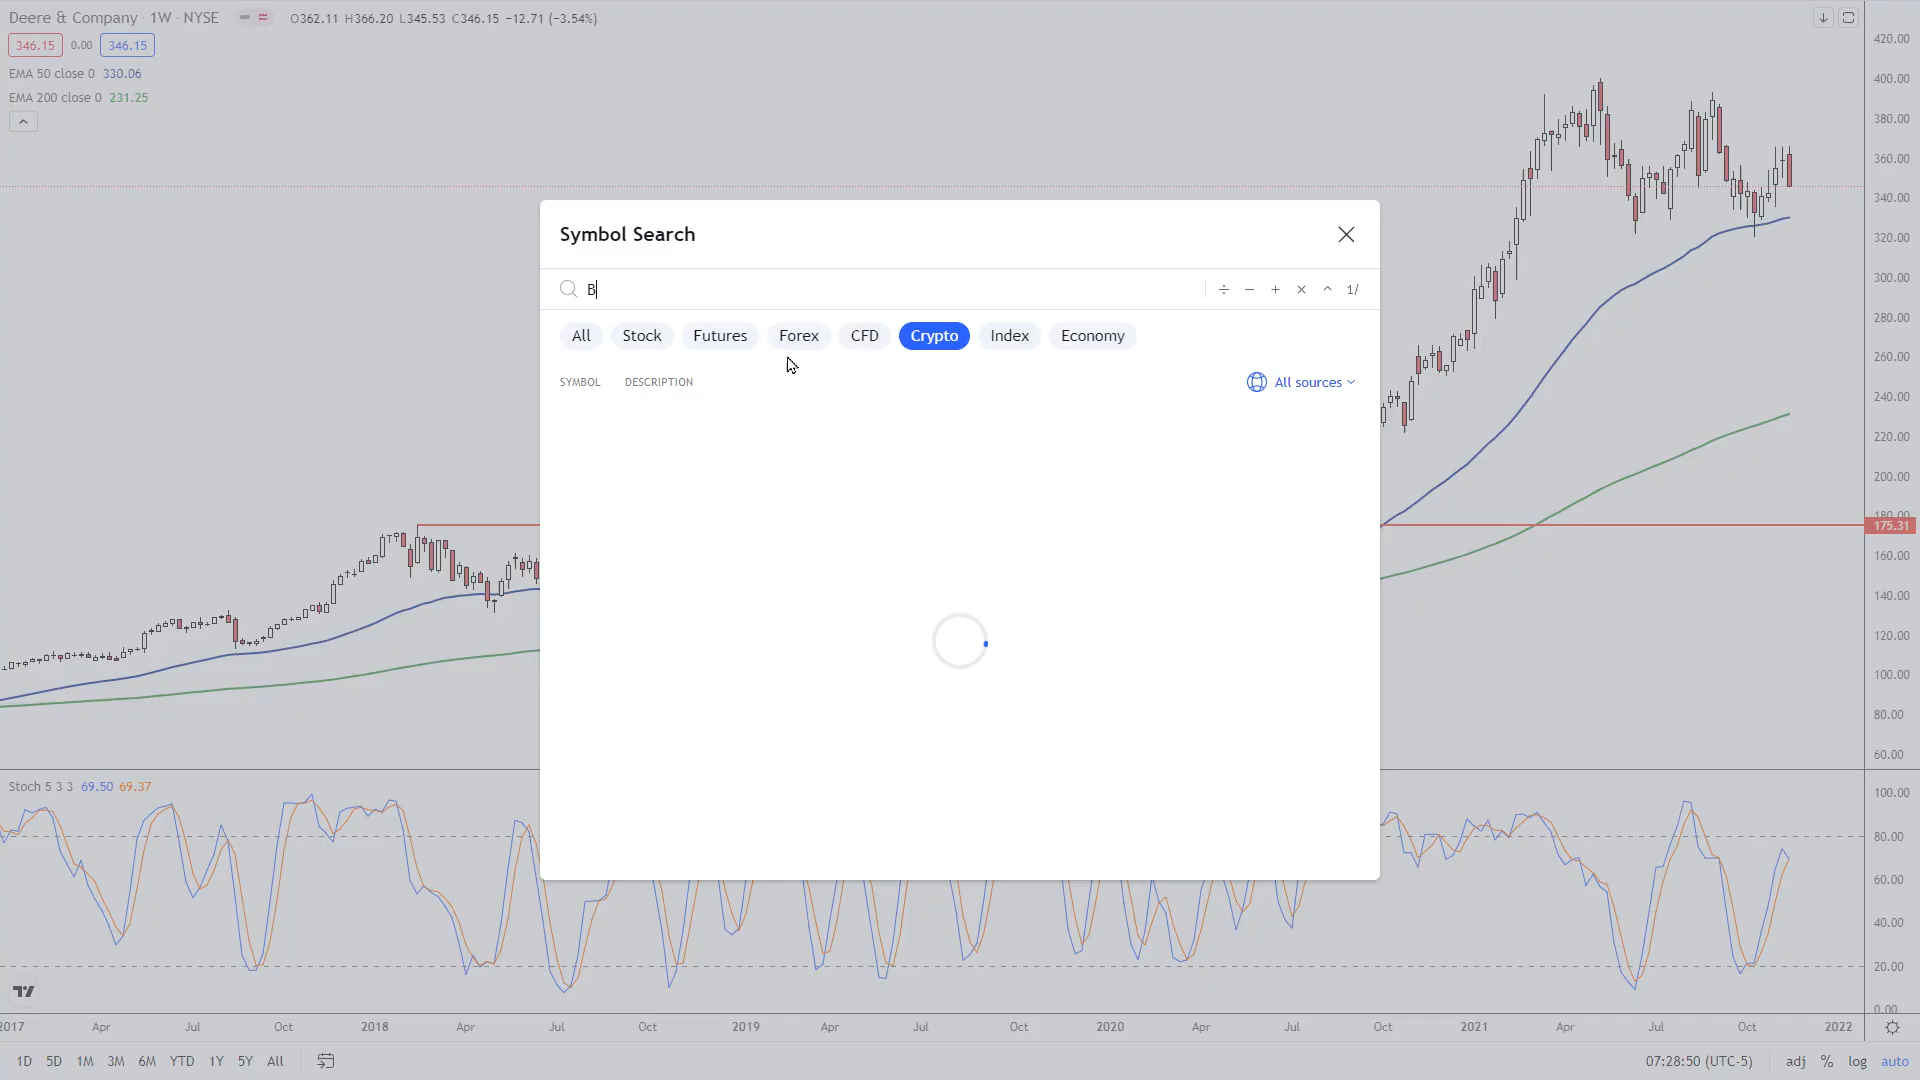 Deere & Company · 1W · NYSE O362.11 H366.20 L345.53 C346.15 −12.71 (−3.54%)
346.15 0.00 346.15
EMA 50 close 0 330.06
EMA 200 close 0 231.25
420.00
400.00
380.00
360.00
340.00
320.00
300.00
280.00
260.00
240.00
220.00
200.00
180.00
175.31
160.00
140.00
120.00
100.00
80.00
60.00
Symbol Search
B
÷ − + × ^ 1/
All Stock Futures Forex CFD Crypto Index Economy
SYMBOL DESCRIPTION All sources
Stoch 5 3 3 69.50 69.37
100.00
80.00
60.00
40.00
20.00
0.00
2017 Apr Jul Oct 2018 Apr Jul Oct 2019 Apr Jul Oct 2020 Apr Jul Oct 2021 Apr Jul Oct 2022
1D 5D 1M 3M 6M YTD 1Y 5Y All 07:28:50 (UTC-5) adj % log auto